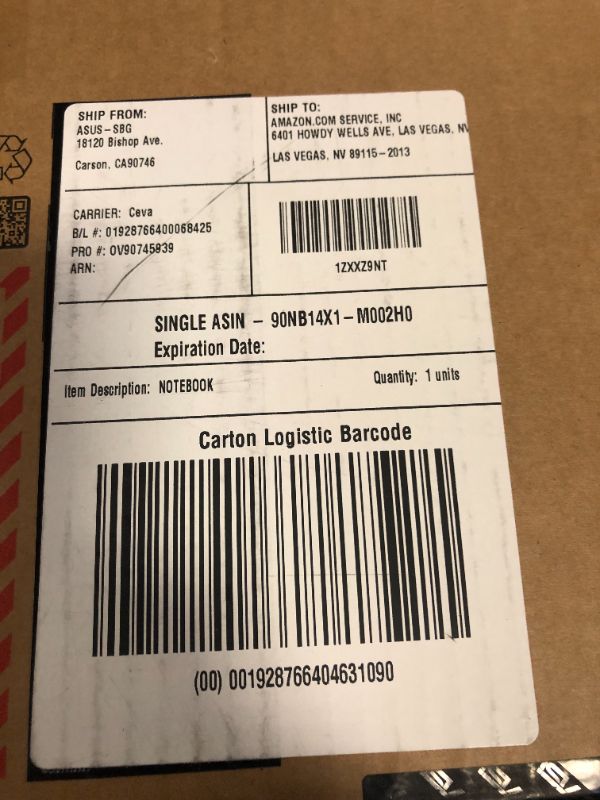 SHIP FROM:
ASUS-SBG
18120 Bishop Ave.
Carson, CA90746
SHIP TO:
AMAZON.COM SERVICE, INC
6401 HOWDY WELLS AVE, LAS VEGAS, NV
LAS VEGAS, NV 89115-2013
CARRIER: Ceva
B/L #: 01928766400068425
PRO #: OV90745939
ARN:
1ZXXZ9NT
SINGLE ASIN - 90NB14X1-M002H0
Expiration Date:
Item Description: NOTEBOOK
Quantity: 1 units
Carton Logistic Barcode
(00) 001928766404631090